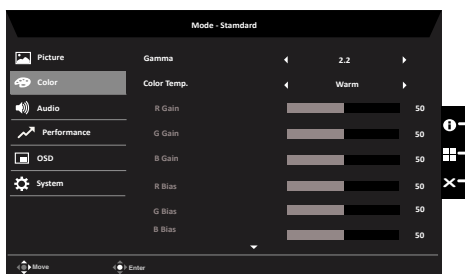 Mode - Standard
Picture
Gamma 2.2
Color
Color Temp. Warm
Audio
R Gain 50
Performance
G Gain 50
OSD
B Gain 50
System
R Bias 50
G Bias 50
B Bias 50
Move Enter